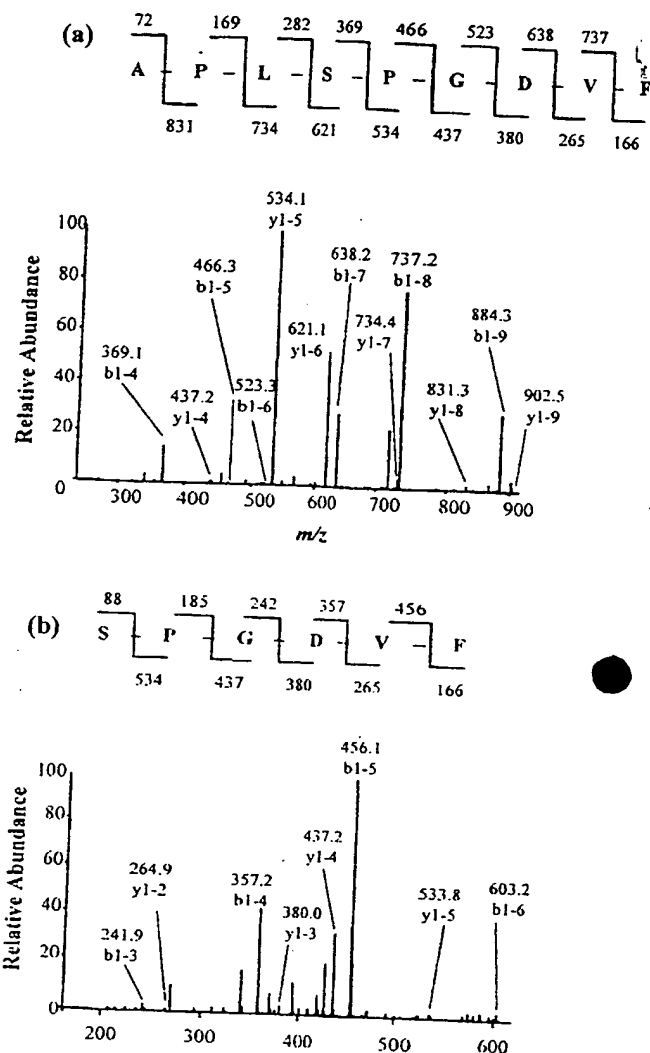 (a)
72 169 282 369 466 523 638 737
A – P – L – S – P – G – D – V – F
831 734 621 534 437 380 265 166
Relative Abundance
100
80
60
40
20
0
369.1
b1-4
437.2
y1-4
466.3
b1-5
523.3
b1-6
534.1
y1-5
621.1
y1-6
638.2
b1-7
734.4
y1-7
737.2
b1-8
831.3
y1-8
884.3
b1-9
902.5
y1-9
300 400 500 600 700 800 900
m/z
(b)
88 185 242 357 456
S – P – G – D – V – F
534 437 380 265 166
Relative Abundance
100
80
60
40
20
0
241.9
b1-3
264.9
y1-2
357.2
b1-4
380.0
y1-3
437.2
y1-4
456.1
b1-5
533.8
y1-5
603.2
b1-6
200 300 400 500 600